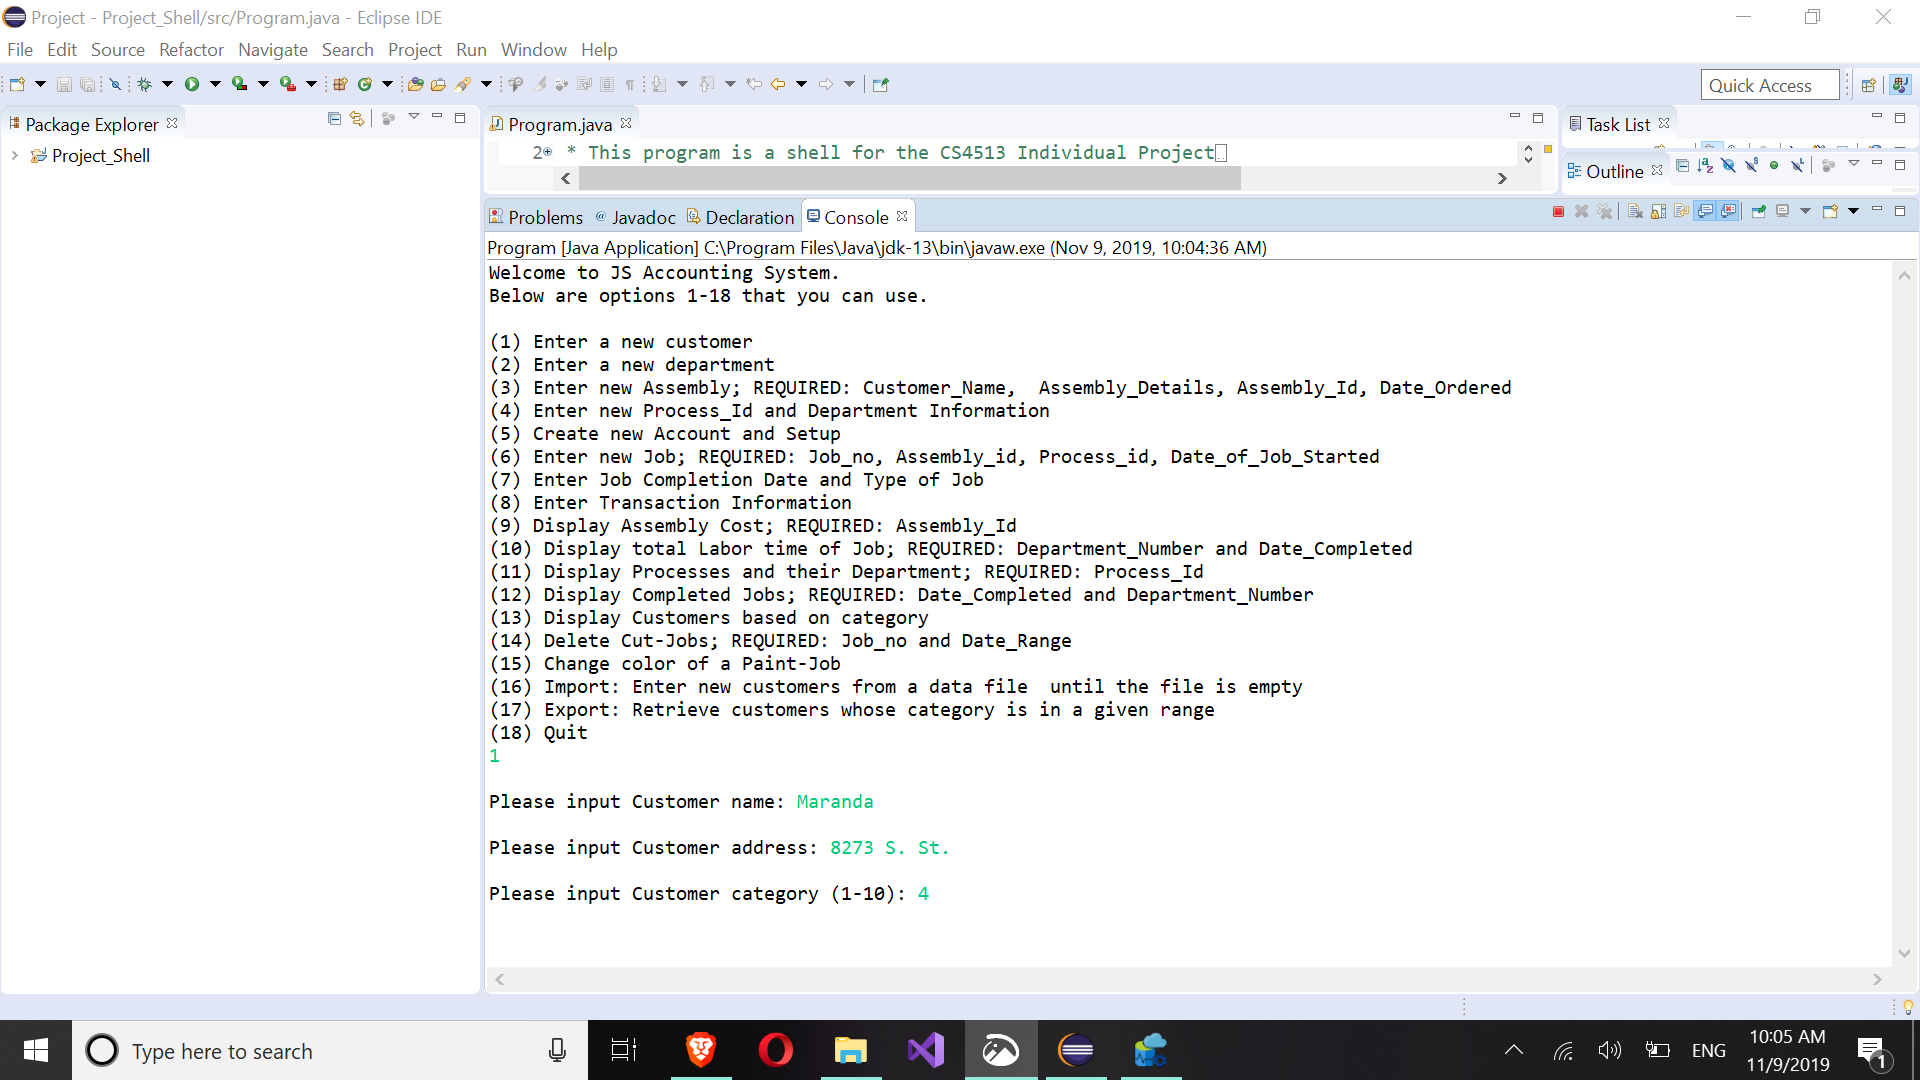 Project - Project_Shell/src/Program.java - Eclipse IDE
File Edit Source Refactor Navigate Search Project Run Window Help
Quick Access
Package Explorer
Project_Shell
Program.java
2 * This program is a shell for the CS4513 Individual Project
Task List
Outline
Problems Javadoc Declaration Console
Program [Java Application] C:\Program Files\Java\jdk-13\bin\javaw.exe (Nov 9, 2019, 10:04:36 AM)
Welcome to JS Accounting System.
Below are options 1-18 that you can use.
(1) Enter a new customer
(2) Enter a new department
(3) Enter new Assembly; REQUIRED: Customer_Name,  Assembly_Details, Assembly_Id, Date_Ordered
(4) Enter new Process_Id and Department Information
(5) Create new Account and Setup
(6) Enter new Job; REQUIRED: Job_no, Assembly_id, Process_id, Date_of_Job_Started
(7) Enter Job Completion Date and Type of Job
(8) Enter Transaction Information
(9) Display Assembly Cost; REQUIRED: Assembly_Id
(10) Display total Labor time of Job; REQUIRED: Department_Number and Date_Completed
(11) Display Processes and their Department; REQUIRED: Process_Id
(12) Display Completed Jobs; REQUIRED: Date_Completed and Department_Number
(13) Display Customers based on category
(14) Delete Cut-Jobs; REQUIRED: Job_no and Date_Range
(15) Change color of a Paint-Job
(16) Import: Enter new customers from a data file  until the file is empty
(17) Export: Retrieve customers whose category is in a given range
(18) Quit
1
Please input Customer name: Maranda
Please input Customer address: 8273 S. St.
Please input Customer category (1-10): 4
Type here to search
ENG
10:05 AM
11/9/2019
1